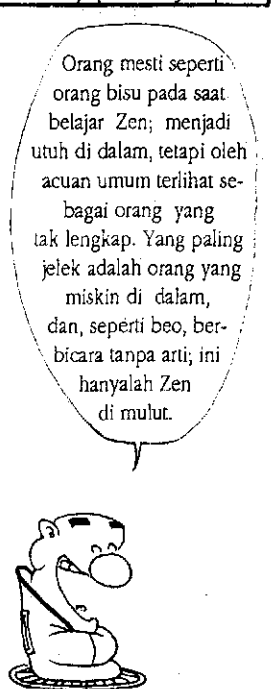 Orang mesti seperti
orang bisu pada saat
belajar Zen; menjadi
utuh di dalam, tetapi oleh
acuan umum terlihat se-
bagai orang yang
tak lengkap. Yang paling
jelek adalah orang yang
miskin di dalam,
dan, seperti beo, ber-
bicara tanpa arti; ini
hanyalah Zen
di mulut.